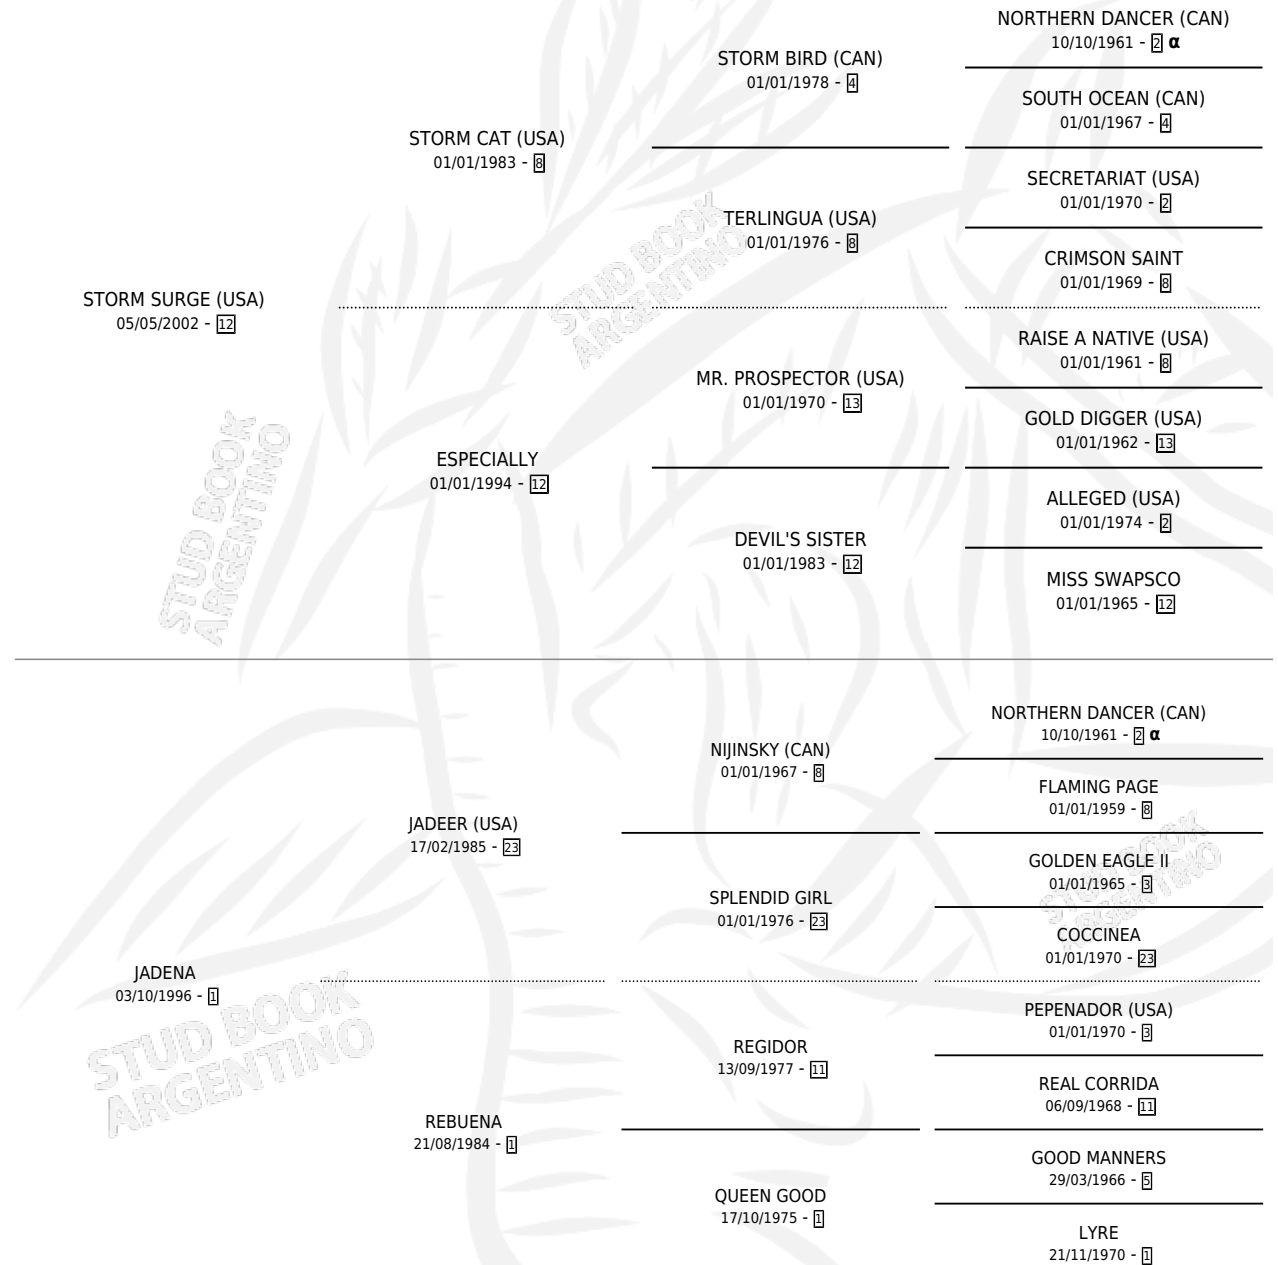 NORTHERN DANCER (CAN)
10/10/1961 - 2 α
STORM BIRD (CAN)
01/01/1978 - 4
SOUTH OCEAN (CAN)
01/01/1967 - 4
STORM CAT (USA)
01/01/1983 - 8
SECRETARIAT (USA)
01/01/1970 - 2
TERLINGUA (USA)
01/01/1976 - 8
CRIMSON SAINT
01/01/1969 - 8
STORM SURGE (USA)
05/05/2002 - 12
RAISE A NATIVE (USA)
01/01/1961 - 8
MR. PROSPECTOR (USA)
01/01/1970 - 13
GOLD DIGGER (USA)
01/01/1962 - 13
ESPECIALLY
01/01/1994 - 12
ALLEGED (USA)
01/01/1974 - 2
DEVIL'S SISTER
01/01/1983 - 12
MISS SWAPSCO
01/01/1965 - 12
NORTHERN DANCER (CAN)
10/10/1961 - 2 α
NIJINSKY (CAN)
01/01/1967 - 8
FLAMING PAGE
01/01/1959 - 8
JADEER (USA)
17/02/1985 - 23
GOLDEN EAGLE II
01/01/1965 - 3
SPLENDID GIRL
01/01/1976 - 23
COCCINEA
01/01/1970 - 23
JADENA
03/10/1996 - 1
PEPENADOR (USA)
01/01/1970 - 3
REGIDOR
13/09/1977 - 11
REAL CORRIDA
06/09/1968 - 11
REBUENA
21/08/1984 - 1
GOOD MANNERS
29/03/1966 - 5
QUEEN GOOD
17/10/1975 - 1
LYRE
21/11/1970 - 1
STUD BOOK
ARGENTINO
STUD BOOK
ARGENTINO
STUD BOOK
ARGENTINO
STUD BOOK
ARGENTINO